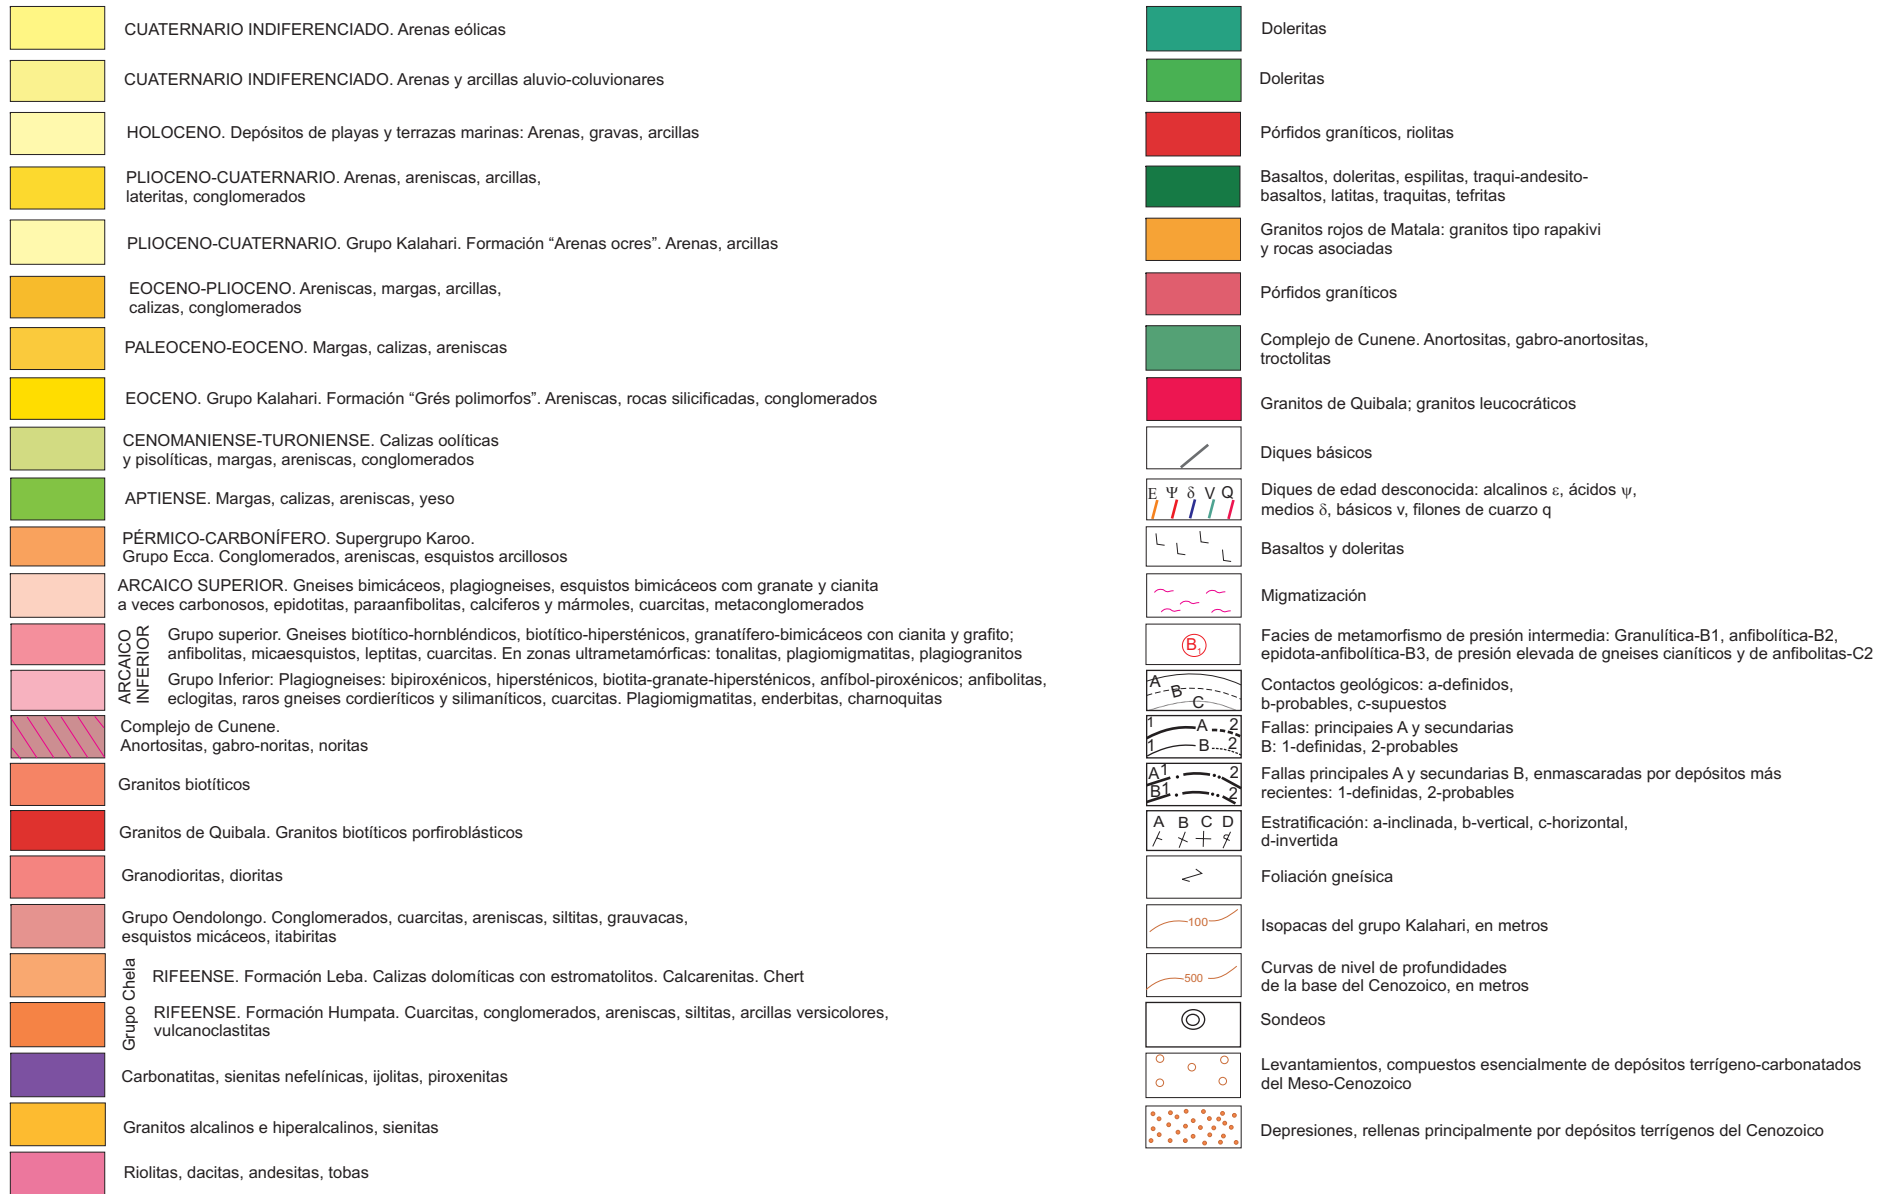 CUATERNARIO INDIFERENCIADO. Arenas eólicas
CUATERNARIO INDIFERENCIADO. Arenas y arcillas aluvio-coluvionares
HOLOCENO. Depósitos de playas y terrazas marinas: Arenas, gravas, arcillas
PLIOCENO-CUATERNARIO. Arenas, areniscas, arcillas,
lateritas, conglomerados
PLIOCENO-CUATERNARIO. Grupo Kalahari. Formación “Arenas ocres”. Arenas, arcillas
EOCENO-PLIOCENO. Areniscas, margas, arcillas,
calizas, conglomerados
PALEOCENO-EOCENO. Margas, calizas, areniscas
EOCENO. Grupo Kalahari. Formación “Grés polimorfos”. Areniscas, rocas silicificadas, conglomerados
CENOMANIENSE-TURONIENSE. Calizas oolíticas
y pisolíticas, margas, areniscas, conglomerados
APTIENSE. Margas, calizas, areniscas, yeso
PÉRMICO-CARBONÍFERO. Supergrupo Karoo.
Grupo Ecca. Conglomerados, areniscas, esquistos arcillosos
ARCAICO SUPERIOR. Gneises bimicáceos, plagiogneises, esquistos bimicáceos com granate y cianita
a veces carbonosos, epidotitas, paraanfibolitas, calciferos y mármoles, cuarcitas, metaconglomerados
ARCAICO
INFERIOR
Grupo superior. Gneises biotítico-hornbléndicos, biotítico-hipersténicos, granatífero-bimicáceos con cianita y grafito;
anfibolitas, micaesquistos, leptitas, cuarcitas. En zonas ultrametamórficas: tonalitas, plagiomigmatitas, plagiogranitos
Grupo Inferior: Plagiogneises: bipiroxénicos, hipersténicos, biotita-granate-hipersténicos, anfíbol-piroxénicos; anfibolitas,
eclogitas, raros gneises cordieríticos y silimaníticos, cuarcitas. Plagiomigmatitas, enderbitas, charnoquitas
Complejo de Cunene.
Anortositas, gabro-noritas, noritas
Granitos biotíticos
Granitos de Quibala. Granitos biotíticos porfiroblásticos
Granodioritas, dioritas
Grupo Oendolongo. Conglomerados, cuarcitas, areniscas, siltitas, grauvacas,
esquistos micáceos, itabiritas
Grupo Chela
RIFEENSE. Formación Leba. Calizas dolomíticas con estromatolitos. Calcarenitas. Chert
RIFEENSE. Formación Humpata. Cuarcitas, conglomerados, areniscas, siltitas, arcillas versicolores,
vulcanoclastitas
Carbonatitas, sienitas nefelínicas, ijolitas, piroxenitas
Granitos alcalinos e hiperalcalinos, sienitas
Riolitas, dacitas, andesitas, tobas
Doleritas
Doleritas
Pórfidos graníticos, riolitas
Basaltos, doleritas, espilitas, traqui-andesito-
basaltos, latitas, traquitas, tefritas
Granitos rojos de Matala: granitos tipo rapakivi
y rocas asociadas
Pórfidos graníticos
Complejo de Cunene. Anortositas, gabro-anortositas,
troctolitas
Granitos de Quibala; granitos leucocráticos
Diques básicos
E Ψ δ V Q
Diques de edad desconocida: alcalinos ε, ácidos ψ,
medios δ, básicos v, filones de cuarzo q
Basaltos y doleritas
Migmatización
B1
Facies de metamorfismo de presión intermedia: Granulítica-B1, anfibolítica-B2,
epidota-anfibolítica-B3, de presión elevada de gneises cianíticos y de anfibolitas-C2
A B C
Contactos geológicos: a-definidos,
b-probables, c-supuestos
1 A 2
1 B 2
Fallas: principales A y secundarias
B: 1-definidas, 2-probables
A1 2
B1 2
Fallas principales A y secundarias B, enmascaradas por depósitos más
recientes: 1-definidas, 2-probables
A B C D
Estratificación: a-inclinada, b-vertical, c-horizontal,
d-invertida
Foliación gneísica
100
Isopacas del grupo Kalahari, en metros
500
Curvas de nivel de profundidades
de la base del Cenozoico, en metros
Sondeos
Levantamientos, compuestos esencialmente de depósitos terrígeno-carbonatados
del Meso-Cenozoico
Depresiones, rellenas principalmente por depósitos terrígenos del Cenozoico